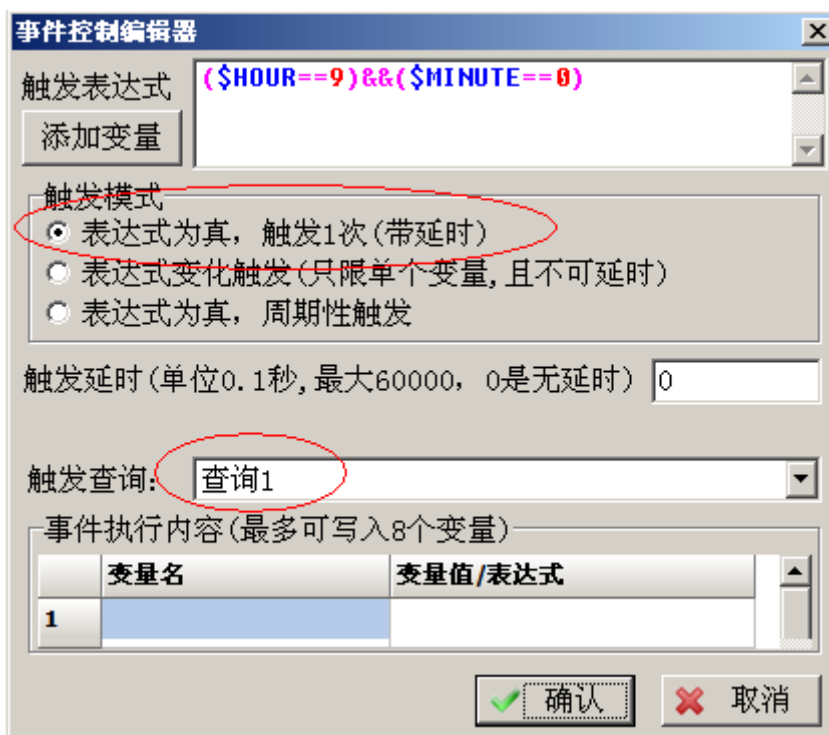 事件控制编辑器
触发表达式
($HOUR==9)&&($MINUTE==0)
添加变量
触发模式
表达式为真，触发1次(带延时)
表达式变化触发(只限单个变量,且不可延时)
表达式为真，周期性触发
触发延时(单位0.1秒,最大60000，0是无延时) 0
触发查询: 查询1
事件执行内容(最多可写入8个变量)
变量名 变量值/表达式
1
确认 取消